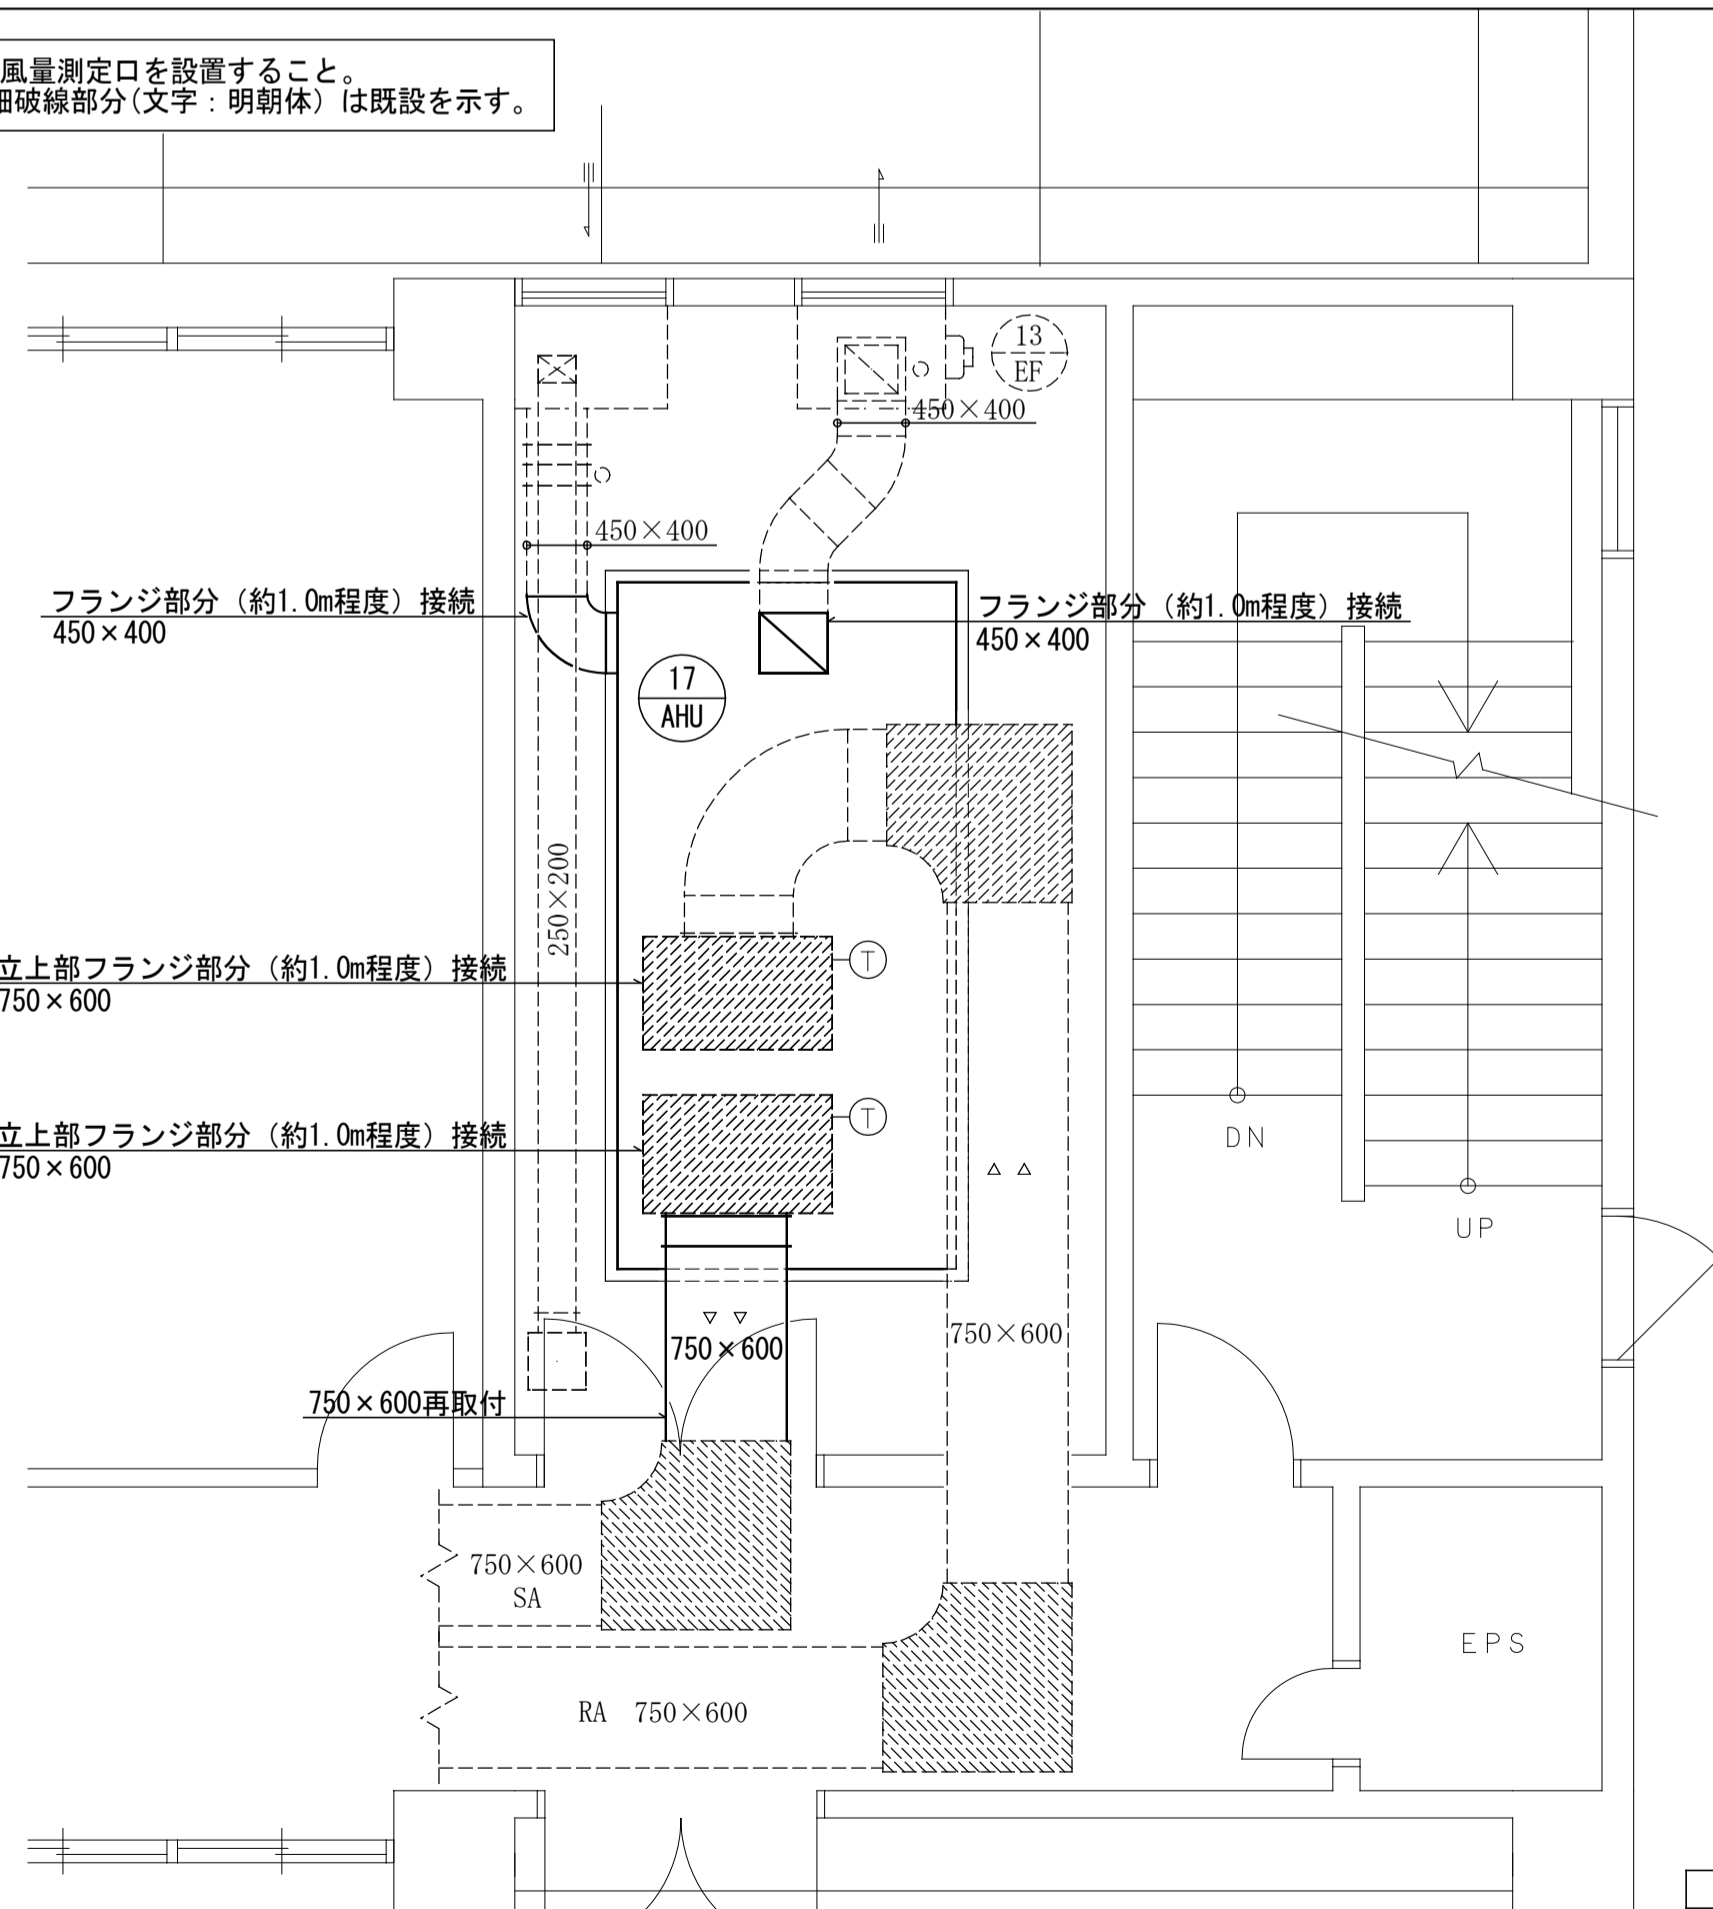 風量測定口を設置すること。
細破線部分(文字：明朝体）は既設を示す。
13
EF
450×400
450×400
フランジ部分（約1.0m程度）接続
450×400
フランジ部分（約1.0m程度）接続
450×400
17
AHU
250×200
立上部フランジ部分（約1.0m程度）接続
750×600
T
立上部フランジ部分（約1.0m程度）接続
750×600
T
DN
UP
750×600
750×600
750×600再取付
750×600
SA
EPS
RA 750×600